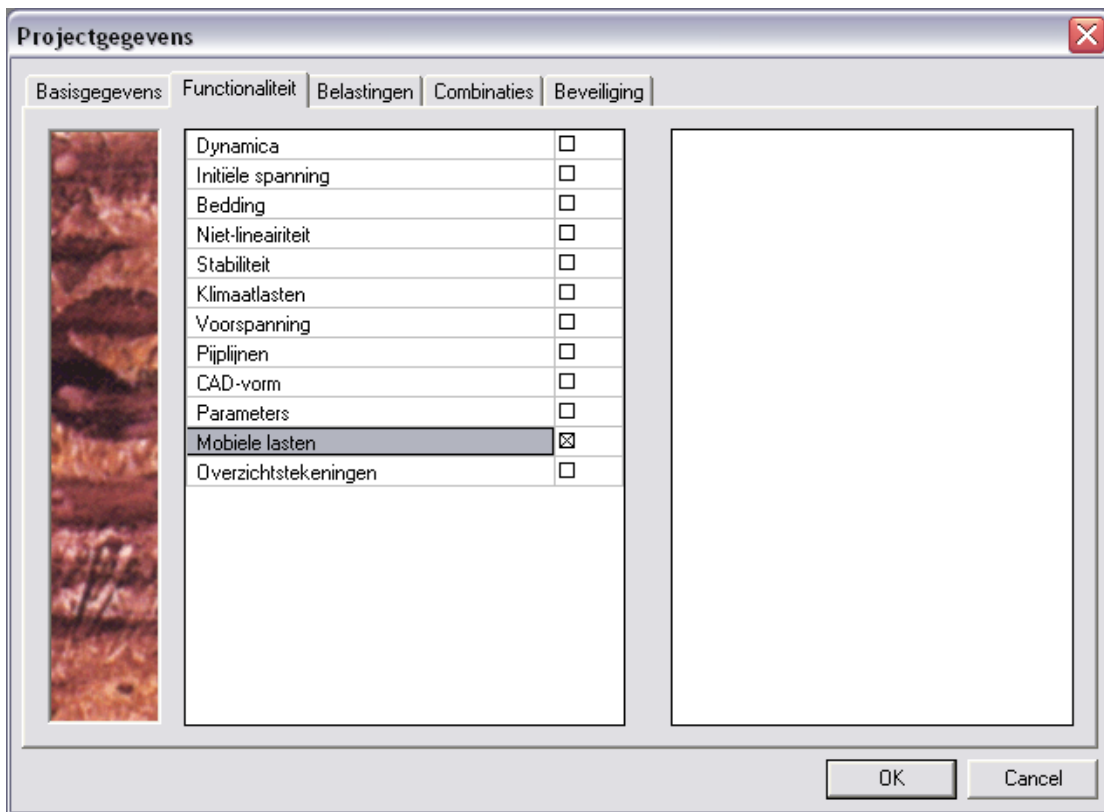 Projectgegevens
Basisgegevens Functionaliteit Belastingen Combinaties Beveiliging
Dynamica
Initiële spanning
Bedding
Niet-lineairiteit
Stabiliteit
Klimaatlasten
Voorspanning
Pijplijnen
CAD-vorm
Parameters
Mobiele lasten
Overzichtstekeningen
OK Cancel